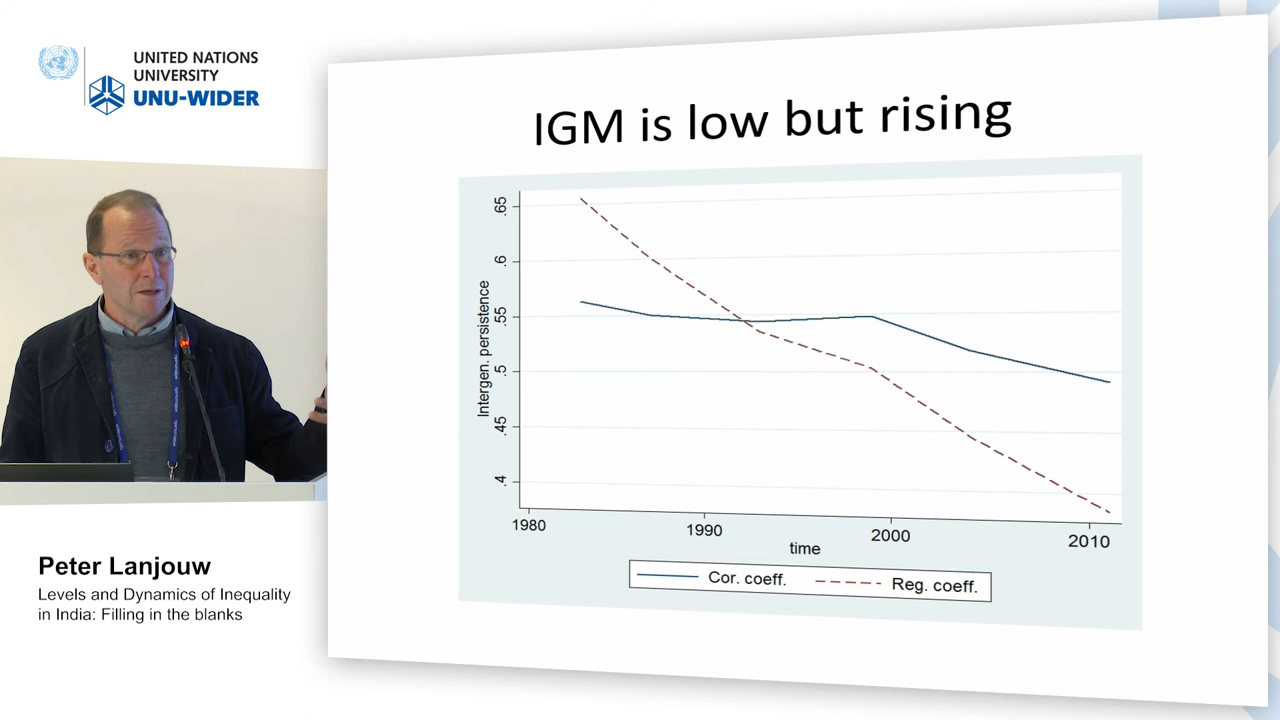 UNITED NATIONS
UNIVERSITY
UNU-WIDER
IGM is low but rising
Intergen. persistence
.65
.6
.55
.5
.45
.4
1980
1990
2000
2010
time
Cor. coeff.
Reg. coeff.
Peter Lanjouw
Levels and Dynamics of Inequality
in India: Filling in the blanks